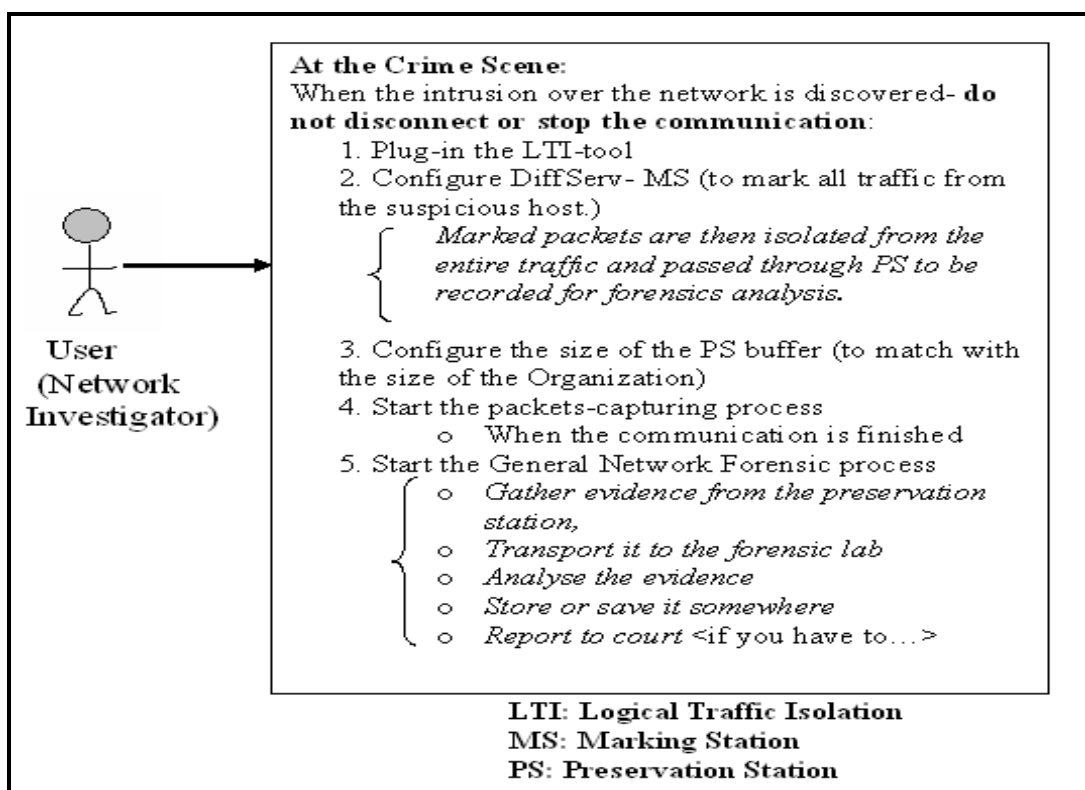 At the Crime Scene:
When the intrusion over the network is discovered- do
not disconnect or stop the communication:
1. Plug-in the LTI-tool
2. Configure DiffServ- MS (to mark all traffic from
the suspicious host.)
Marked packets are then isolated from the
entire traffic and passed through PS to be
recorded for forensics analysis.
3. Configure the size of the PS buffer (to match with
the size of the Organization)
4. Start the packets-capturing process
o When the communication is finished
5. Start the General Network Forensic process
o Gather evidence from the preservation
station,
o Transport it to the forensic lab
o Analyse the evidence
o Store or save it somewhere
o Report to court <if you have to...>
User
(Network
Investigator)
LTI: Logical Traffic Isolation
MS: Marking Station
PS: Preservation Station